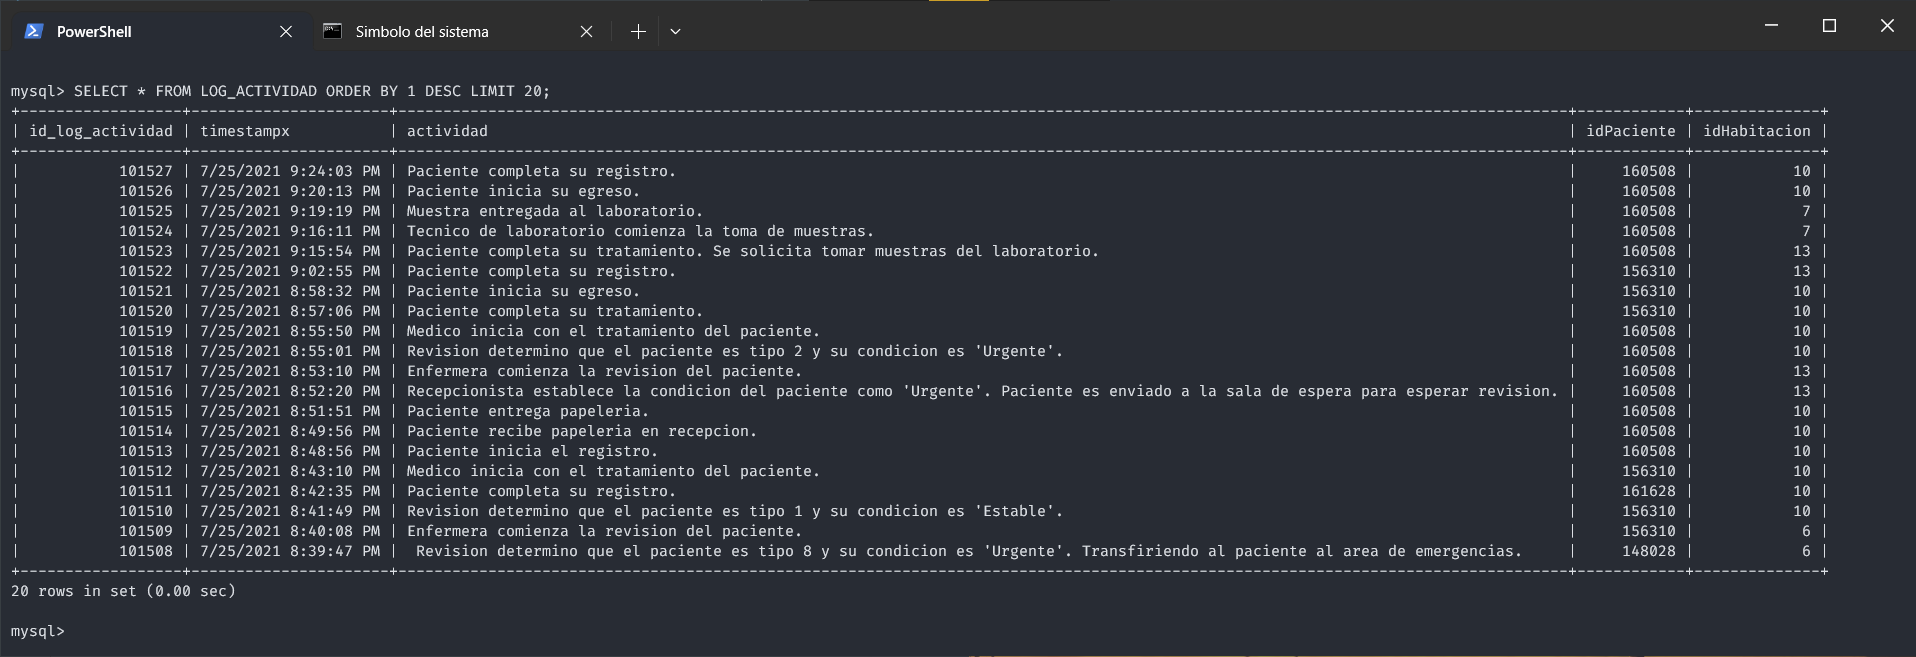 PowerShell
Simbolo del sistema
mysql> SELECT * FROM LOG_ACTIVIDAD ORDER BY 1 DESC LIMIT 20;
| id_log_actividad | timestampx | actividad | idPaciente | idHabitacion |
| 101527 | 7/25/2021 9:24:03 PM | Paciente completa su registro. | 160508 | 10 |
| 101526 | 7/25/2021 9:20:13 PM | Paciente inicia su egreso. | 160508 | 10 |
| 101525 | 7/25/2021 9:19:19 PM | Muestra entregada al laboratorio. | 160508 | 7 |
| 101524 | 7/25/2021 9:16:11 PM | Tecnico de laboratorio comienza la toma de muestras. | 160508 | 7 |
| 101523 | 7/25/2021 9:15:54 PM | Paciente completa su tratamiento. Se solicita tomar muestras del laboratorio. | 160508 | 13 |
| 101522 | 7/25/2021 9:02:55 PM | Paciente completa su registro. | 156310 | 13 |
| 101521 | 7/25/2021 8:58:32 PM | Paciente inicia su egreso. | 156310 | 10 |
| 101520 | 7/25/2021 8:57:06 PM | Paciente completa su tratamiento. | 156310 | 10 |
| 101519 | 7/25/2021 8:55:50 PM | Medico inicia con el tratamiento del paciente. | 160508 | 10 |
| 101518 | 7/25/2021 8:55:01 PM | Revision determino que el paciente es tipo 2 y su condicion es 'Urgente'. | 160508 | 10 |
| 101517 | 7/25/2021 8:53:10 PM | Enfermera comienza la revision del paciente. | 160508 | 13 |
| 101516 | 7/25/2021 8:52:20 PM | Recepcionista establece la condicion del paciente como 'Urgente'. Paciente es enviado a la sala de espera para esperar revision. | 160508 | 13 |
| 101515 | 7/25/2021 8:51:51 PM | Paciente entrega papeleria. | 160508 | 10 |
| 101514 | 7/25/2021 8:49:56 PM | Paciente recibe papeleria en recepcion. | 160508 | 10 |
| 101513 | 7/25/2021 8:48:56 PM | Paciente inicia el registro. | 160508 | 10 |
| 101512 | 7/25/2021 8:43:10 PM | Medico inicia con el tratamiento del paciente. | 156310 | 10 |
| 101511 | 7/25/2021 8:42:35 PM | Paciente completa su registro. | 161628 | 10 |
| 101510 | 7/25/2021 8:41:49 PM | Revision determino que el paciente es tipo 1 y su condicion es 'Estable'. | 156310 | 10 |
| 101509 | 7/25/2021 8:40:08 PM | Enfermera comienza la revision del paciente. | 156310 | 6 |
| 101508 | 7/25/2021 8:39:47 PM | Revision determino que el paciente es tipo 8 y su condicion es 'Urgente'. Transfiriendo al paciente al area de emergencias. | 148028 | 6 |
20 rows in set (0.00 sec)
mysql>